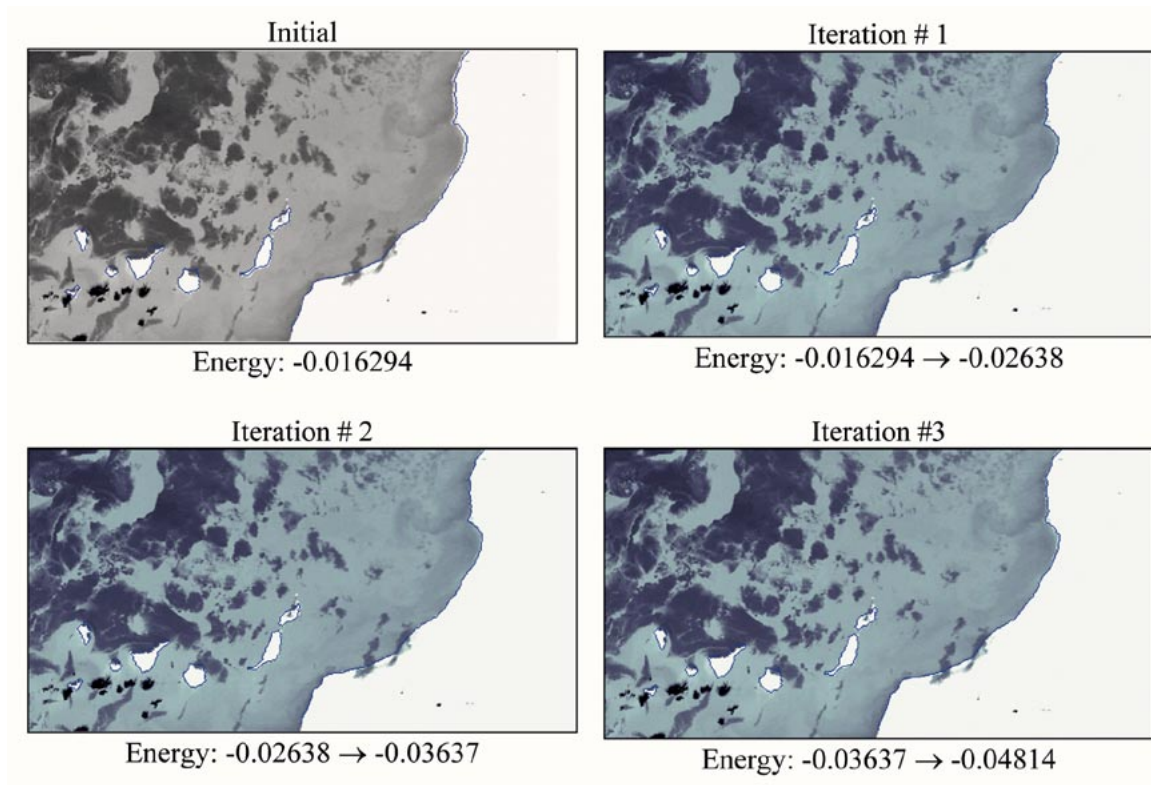 Initial
Iteration # 1
Energy: -0.016294
Energy: -0.016294 → -0.02638
Iteration # 2
Iteration #3
Energy: -0.02638 → -0.03637
Energy: -0.03637 → -0.04814